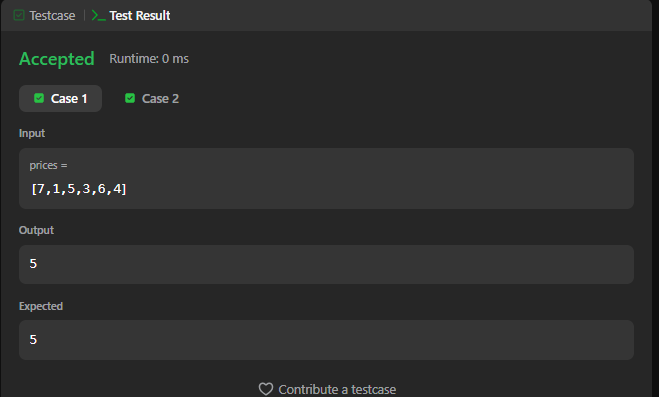 Testcase | Test Result
Accepted Runtime: 0 ms
Case 1 Case 2
Input
prices =
[7,1,5,3,6,4]
Output
5
Expected
5
Contribute a testcase